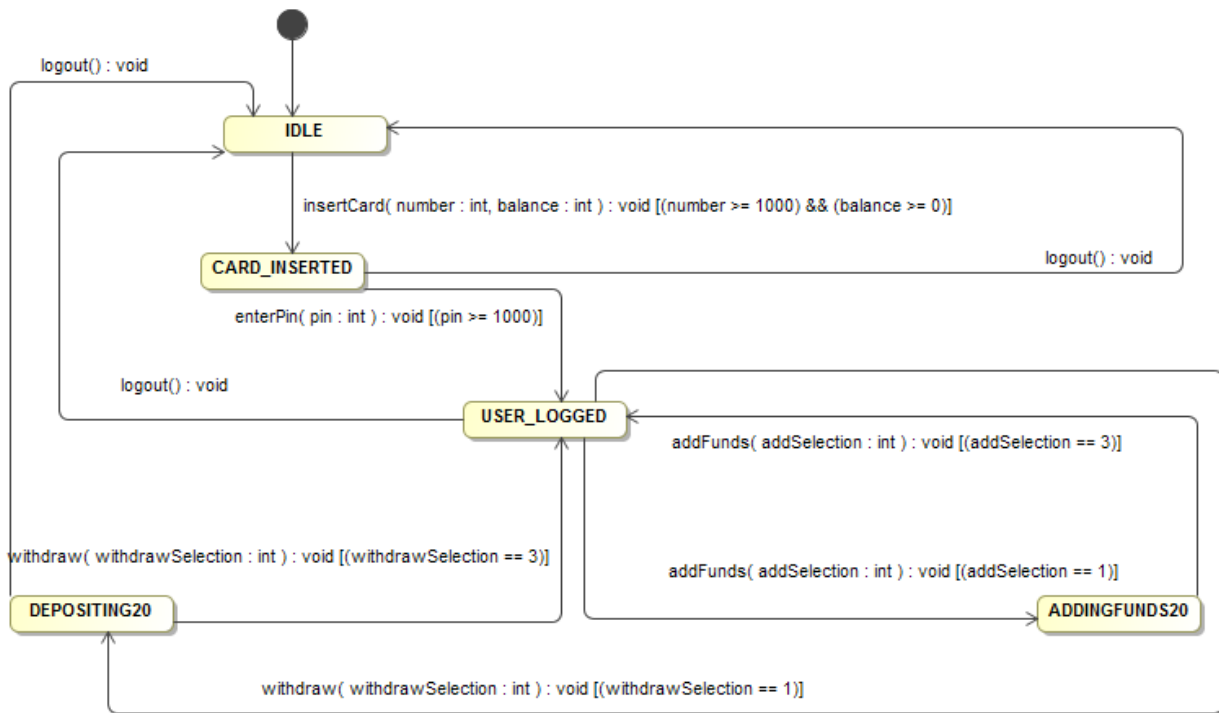 logout() : void
IDLE
insertCard( number : int, balance : int ) : void [(number >= 1000) && (balance >= 0)]
CARD_INSERTED
logout() : void
enterPin( pin : int ) : void [(pin >= 1000)]
logout() : void
USER_LOGGED
addFunds( addSelection : int ) : void [(addSelection == 3)]
withdraw( withdrawSelection : int ) : void [(withdrawSelection == 3)]
addFunds( addSelection : int ) : void [(addSelection == 1)]
DEPOSITING20
ADDINGFUNDS20
withdraw( withdrawSelection : int ) : void [(withdrawSelection == 1)]